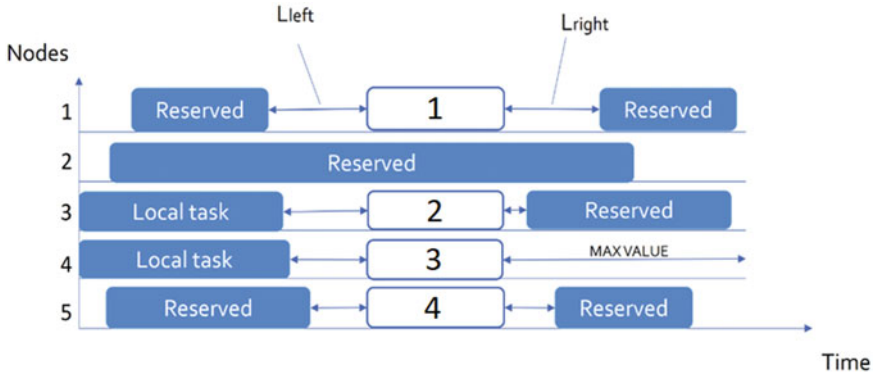 Lleft
Lright
Nodes
1 Reserved 1 Reserved
2 Reserved
3 Local task 2 Reserved
4 Local task 3 MAX VALUE
5 Reserved 4 Reserved
Time